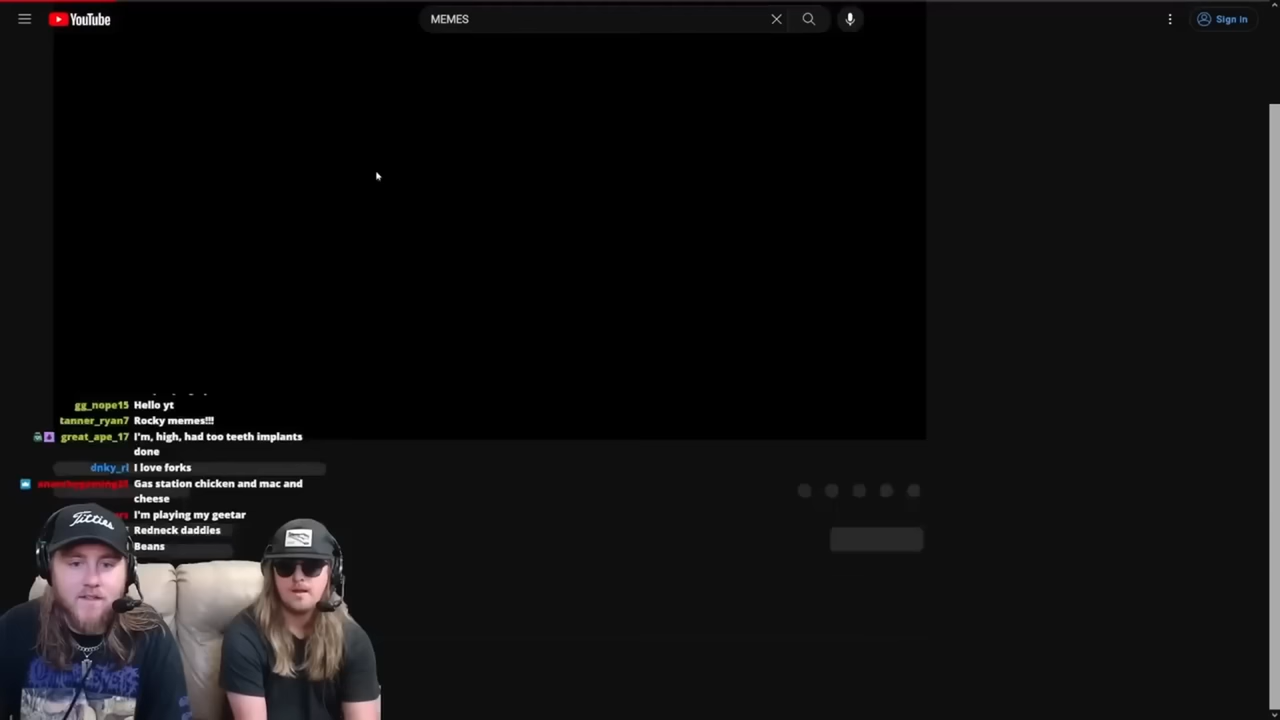 YouTube
MEMES
Sign in
gg_nope15 Hello yt
tanner_ryan7 Rocky memes!!!
great_ape_17 I'm, high, had too teeth implants
done
dnky_rl I love forks
Gas station chicken and mac and
cheese
I'm playing my geetar
Redneck daddies
Beans
Titties